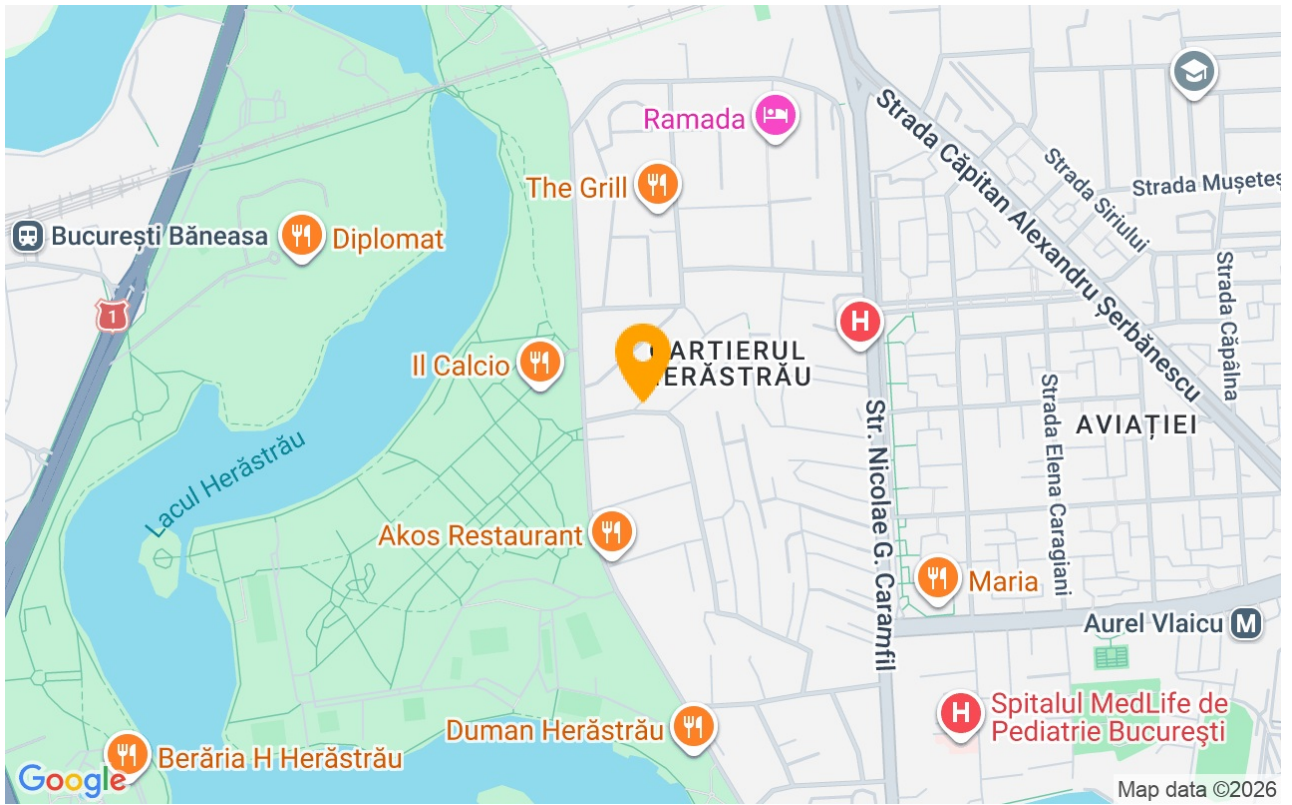 Ramada
The Grill
București Băneasa
Diplomat
1
Il Calcio
H
CARTIERUL
HERĂSTRĂU
Strada Căpitan Alexandru Șerbănescu
Strada Siriului
Strada Mușeteș
Strada Căpâlna
Strada Elena Caragiani
AVIAȚIEI
Str. Nicolae G. Caramfil
Lacul Herăstrău
Akos Restaurant
Maria
Aurel Vlaicu M
H
Spitalul MedLife de
Pediatrie București
Duman Herăstrău
Berăria H Herăstrău
Google
Map data ©2026